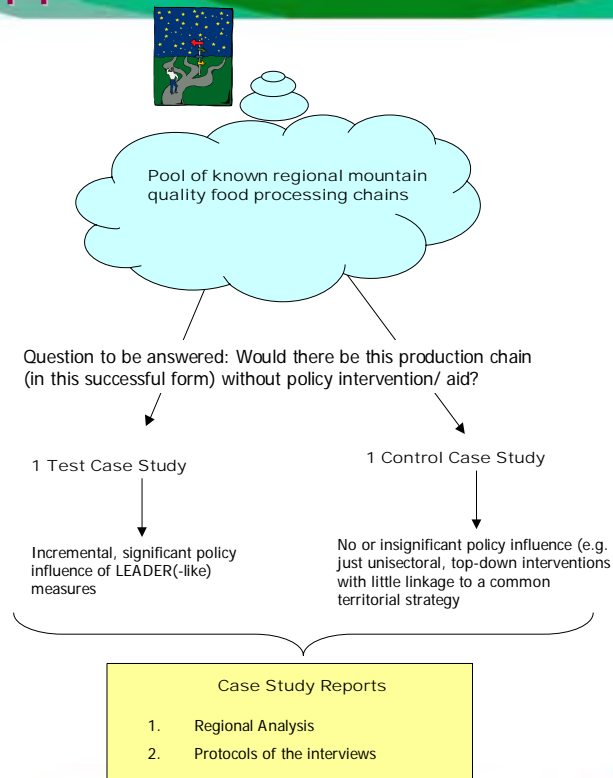 Pool of known regional mountain
quality food processing chains
Question to be answered: Would there be this production chain
(in this successful form) without policy intervention/ aid?
1 Test Case Study
1 Control Case Study
Incremental, significant policy
influence of LEADER(-like)
measures
No or insignificant policy influence (e.g.
just unisectoral, top-down interventions
with little linkage to a common
territorial strategy
Case Study Reports
1. Regional Analysis
2. Protocols of the interviews